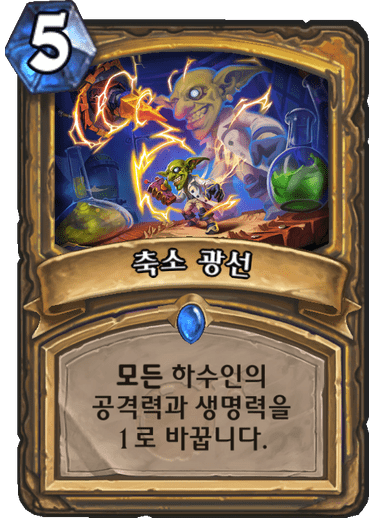 5
축소 광선
모든 하수인의
공격력과 생명력을
1로 바꿉니다.